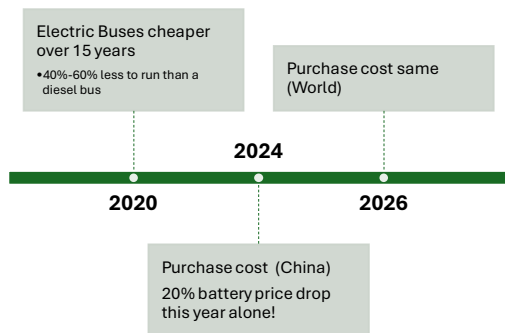 Electric Buses cheaper
over 15 years
•40%-60% less to run than a
diesel bus
Purchase cost same
(World)
2024
2020
2026
Purchase cost (China)
20% battery price drop
this year alone!